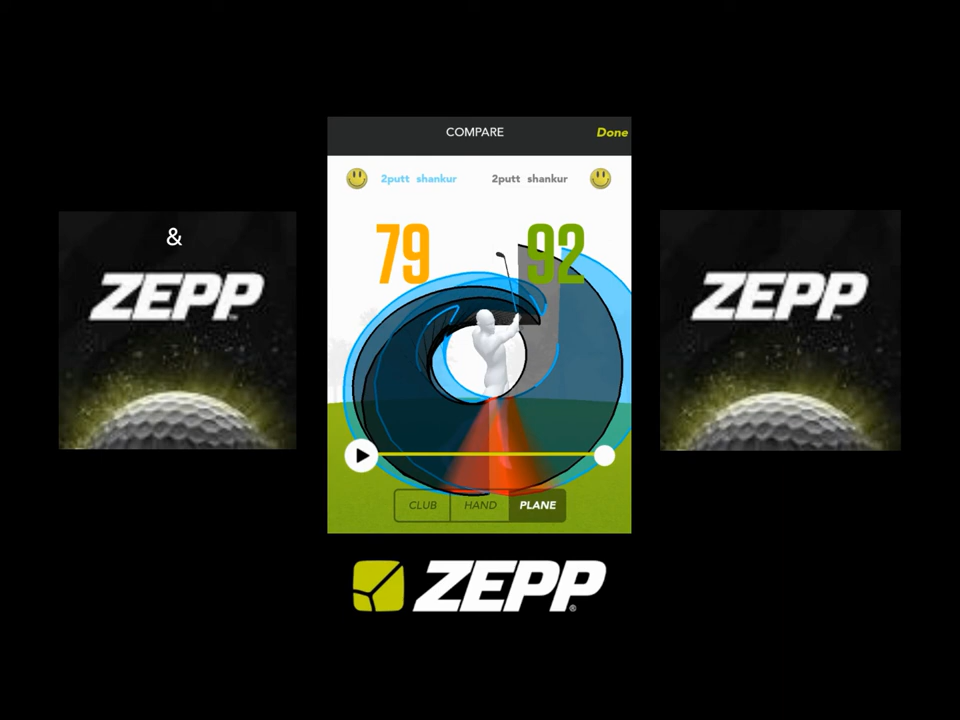 COMPARE Done
2putt shankur 2putt shankur
79 92
&
ZEPP
ZEPP
CLUB HAND PLANE
ZEPP®